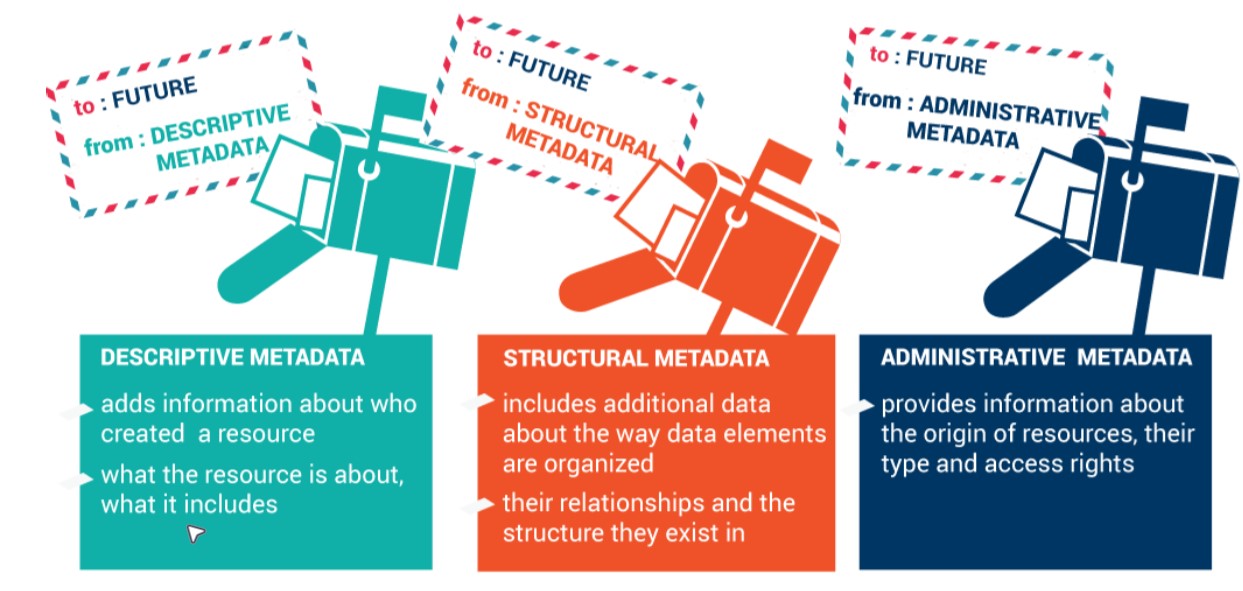 to : FUTURE
from : DESCRIPTIVE
METADATA
to : FUTURE
from : STRUCTURAL
METADATA
to : FUTURE
from : ADMINISTRATIVE
METADATA
DESCRIPTIVE METADATA
adds information about who
created a resource
what the resource is about,
what it includes
STRUCTURAL METADATA
includes additional data
about the way data elements
are organized
their relationships and the
structure they exist in
ADMINISTRATIVE METADATA
provides information about
the origin of resources, their
type and access rights